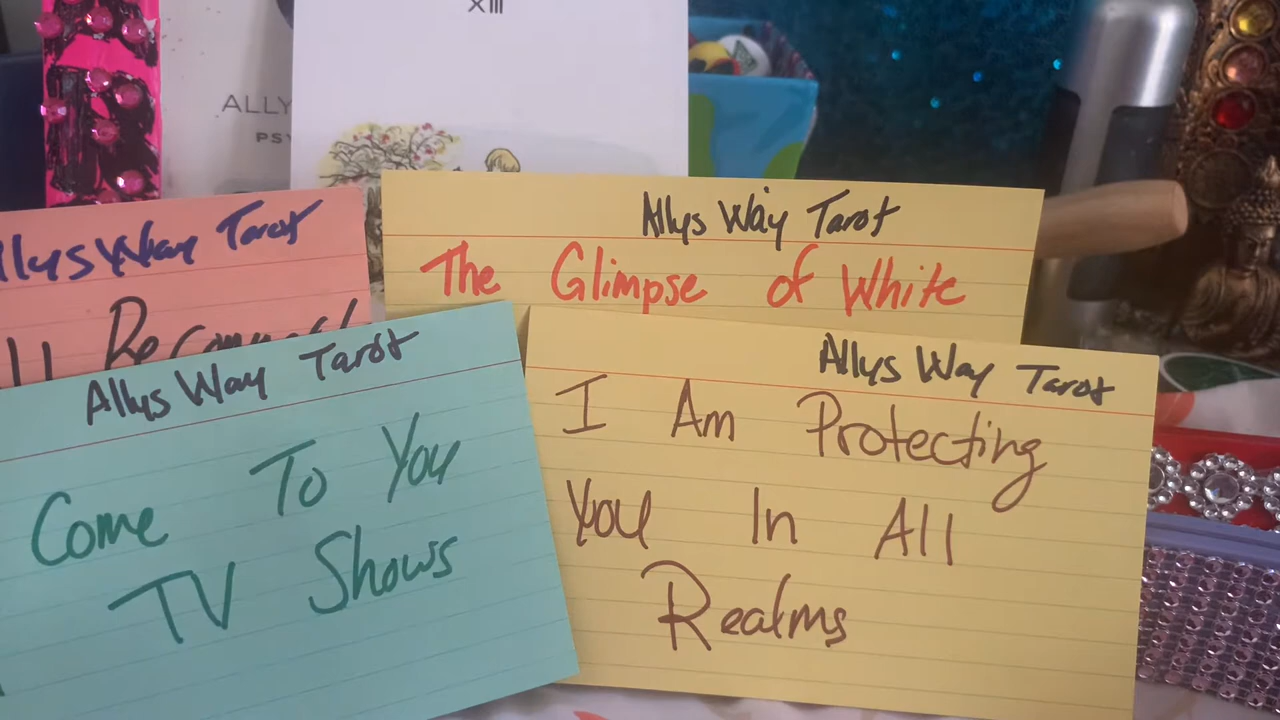 XIII
ALLY
PSY
Allys Way Tarot
The Glimpse of White
Allys Way Tarot
Allys Way Tarot
Come To You
TV Shows
Allys Way Tarot
I Am Protecting
You In All
Realms